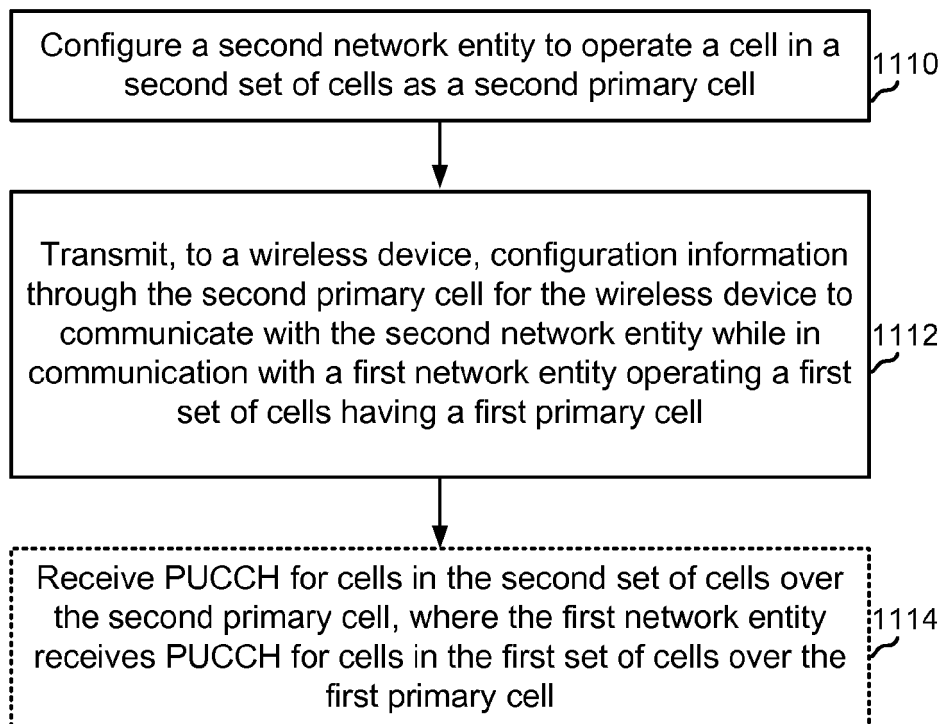 Configure a second network entity to operate a cell in a
second set of cells as a second primary cell
1110
Transmit, to a wireless device, configuration information
through the second primary cell for the wireless device to
communicate with the second network entity while in
communication with a first network entity operating a first
set of cells having a first primary cell
1112
Receive PUCCH for cells in the second set of cells over
the second primary cell, where the first network entity
receives PUCCH for cells in the first set of cells over the
first primary cell
1114